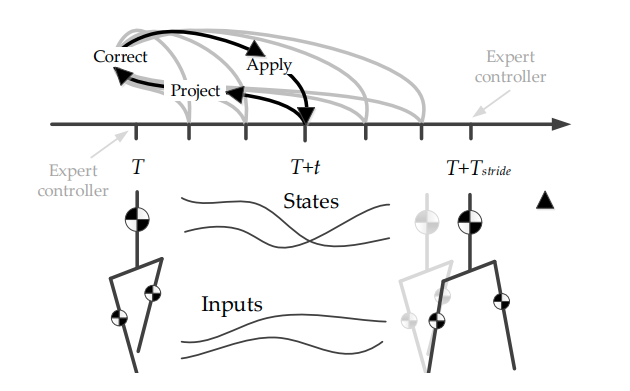 Correct
Apply
Project
Expert
controller
Expert
controller
T
T+t
T+Tstride
States
Inputs